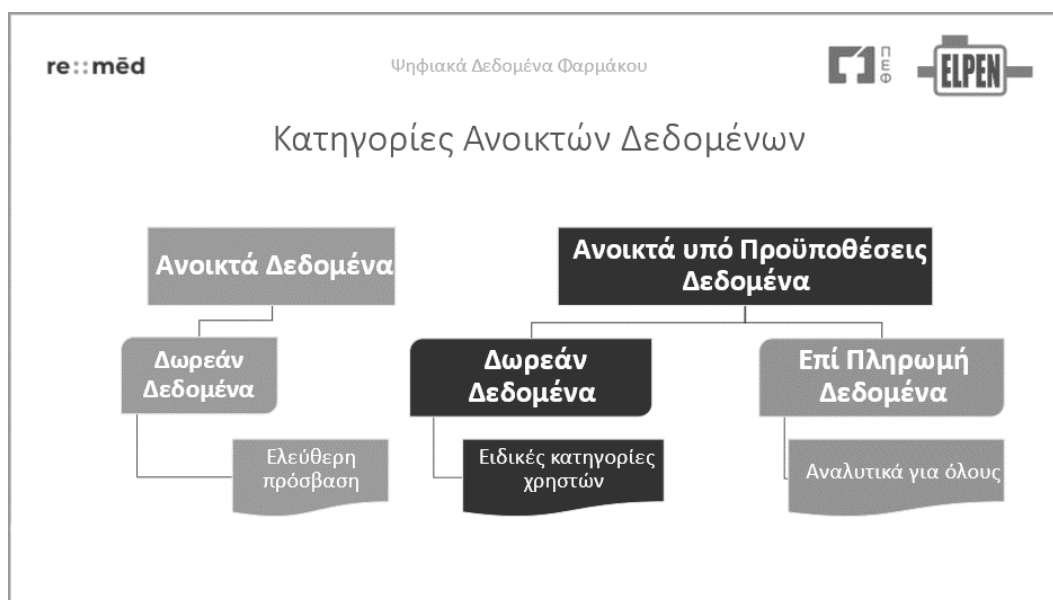 re::mēd
Ψηφιακά Δεδομένα Φαρμάκου
ΠΕΦ
ELPEN
Κατηγορίες Ανοικτών Δεδομένων
Ανοικτά Δεδομένα
Ανοικτά υπό Προϋποθέσεις
Δεδομένα
Δωρεάν
Δεδομένα
Δωρεάν
Δεδομένα
Επί Πληρωμή
Δεδομένα
Ελεύθερη
πρόσβαση
Ειδικές κατηγορίες
χρηστών
Αναλυτικά για όλους